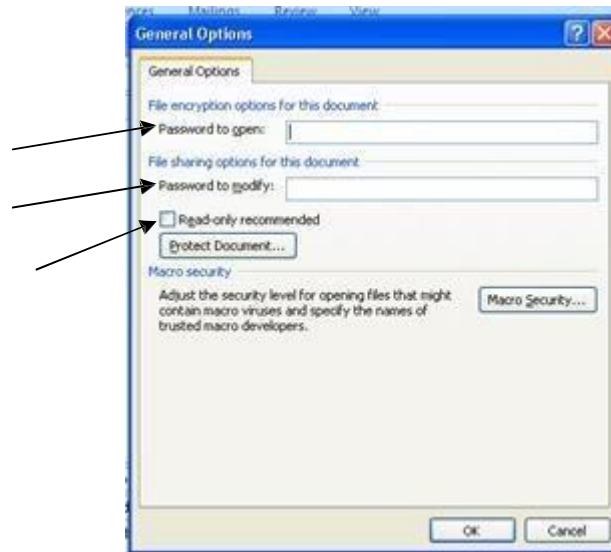 Mailings Review View
General Options
General Options
File encryption options for this document
Password to open:
File sharing options for this document
Password to modify:
Read-only recommended
Protect Document...
Macro security
Adjust the security level for opening files that might
contain macro viruses and specify the names of
trusted macro developers.
Macro Security...
OK Cancel